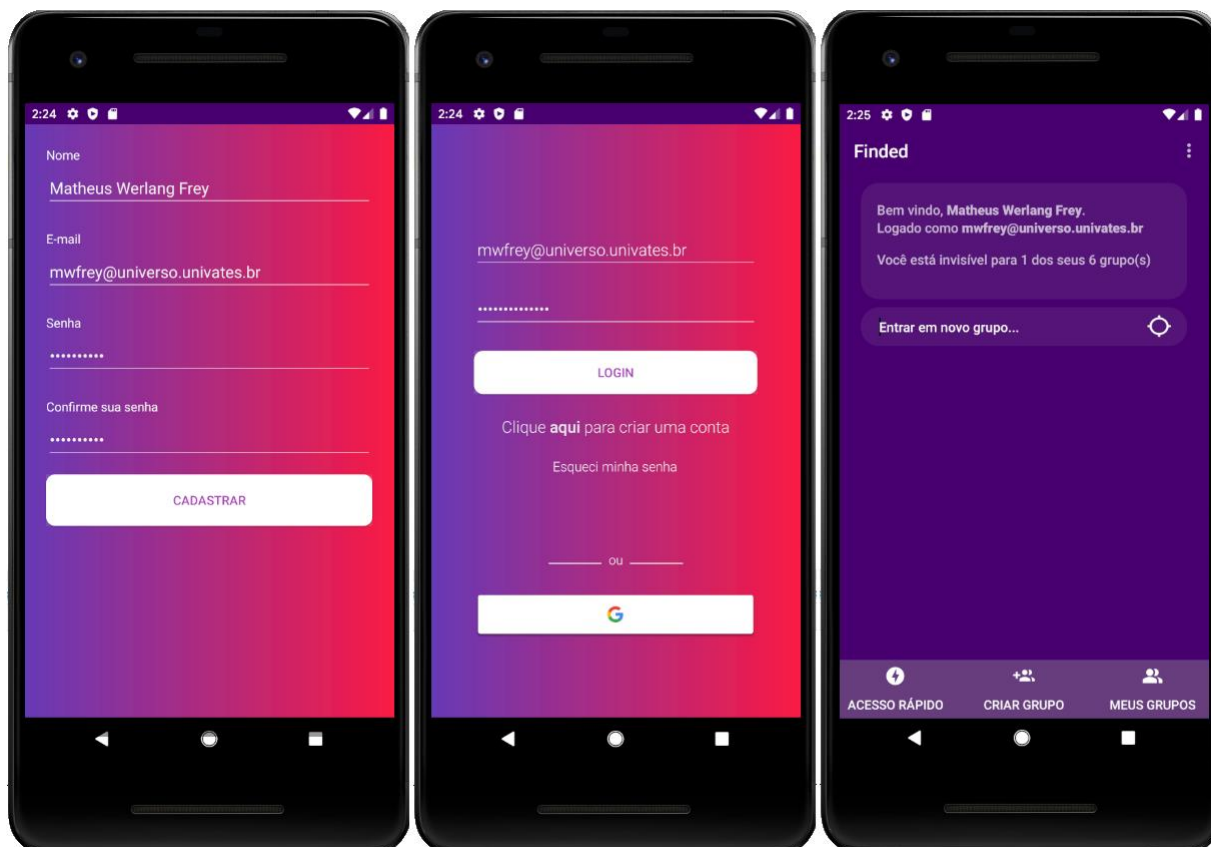 2:24
Nome
Matheus Werlang Frey
E-mail
mwfrey@universo.univates.br
Senha
••••••••••
Confirme sua senha
••••••••••
CADASTRAR
2:24
mwfrey@universo.univates.br
••••••••••••••
LOGIN
Clique aqui para criar uma conta
Esqueci minha senha
ou
G
2:25
Finded
Bem vindo, Matheus Werlang Frey.
Logado como mwfrey@universo.univates.br
Você está invisível para 1 dos seus 6 grupo(s)
Entrar em novo grupo...
ACESSO RÁPIDO CRIAR GRUPO MEUS GRUPOS